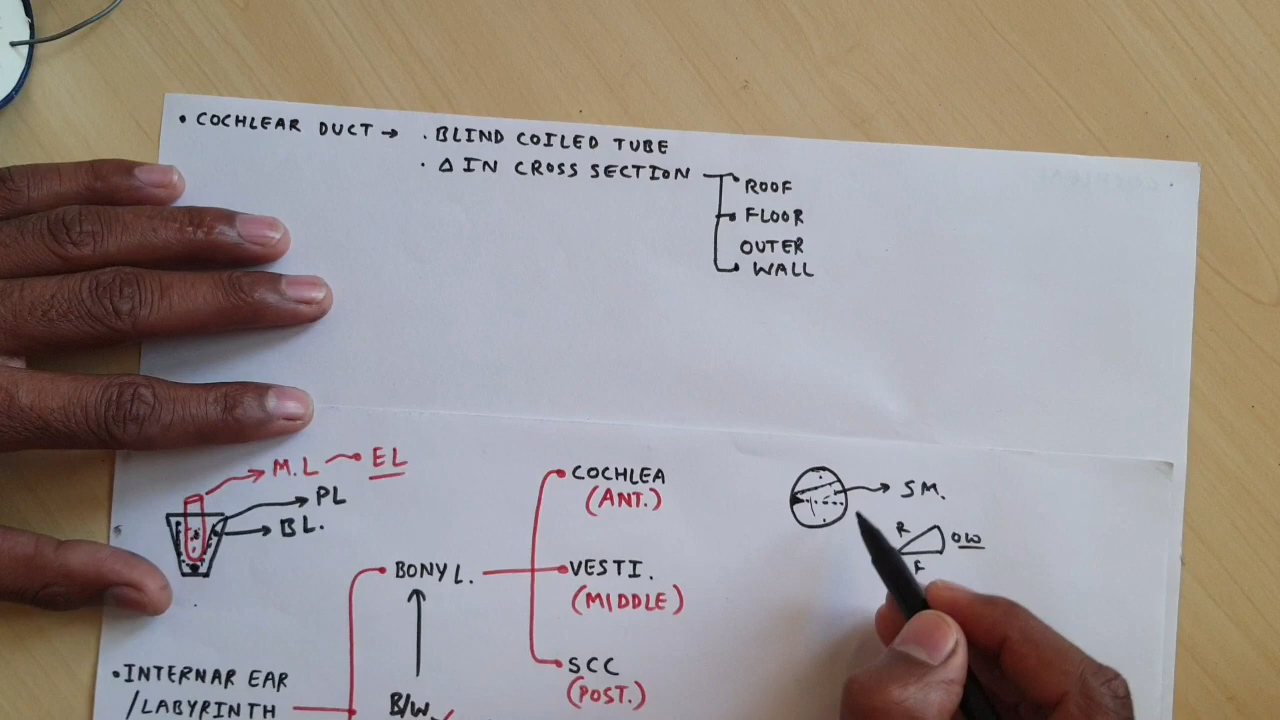 • COCHLEAR DUCT → . BLIND COILED TUBE
. Δ IN CROSS SECTION
ROOF
FLOOR
OUTER
WALL
M.L EL
PL
BL.
COCHLEA
(ANT.)
SM.
R OW
F
BONY L. VESTI.
(MIDDLE)
SCC
(POST.)
• INTERNAR EAR
/LABYRINTH
B/W